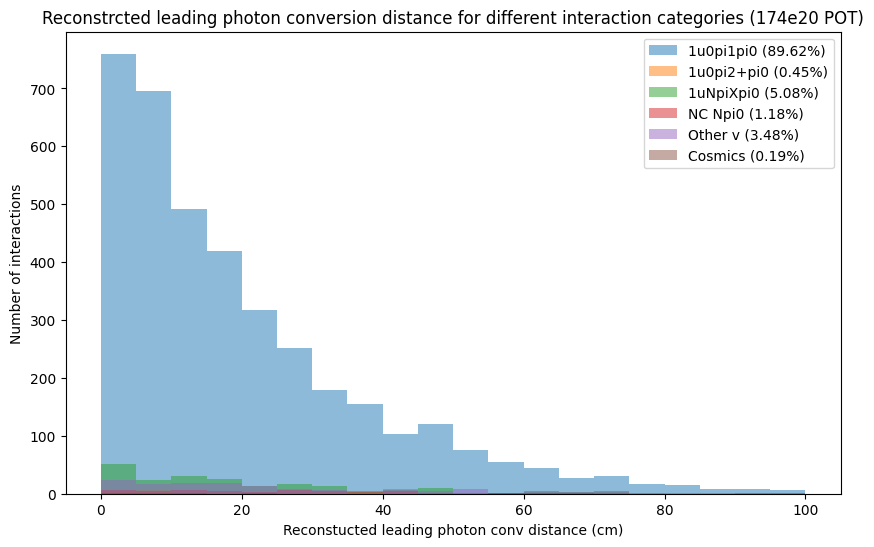 Reconstrcted leading photon conversion distance for different interaction categories (174e20 POT)
1u0pi1pi0 (89.62%)
1u0pi2+pi0 (0.45%)
1uNpiXpi0 (5.08%)
NC Npi0 (1.18%)
Other v (3.48%)
Cosmics (0.19%)
Number of interactions
700
600
500
400
300
200
100
0
0 20 40 60 80 100
Reconstucted leading photon conv distance (cm)